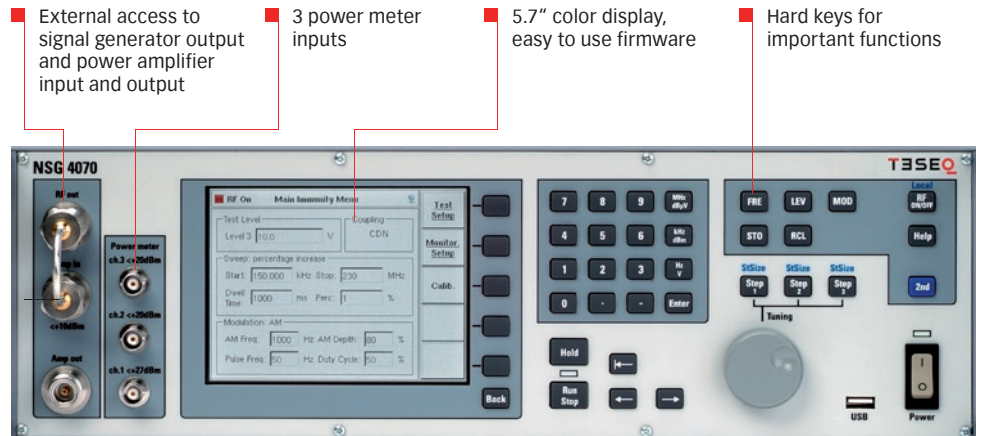 External access to
signal generator output
and power amplifier
input and output
3 power meter
inputs
5.7“ color display,
easy to use firmware
Hard keys for
important functions
NSG 4070
TESEQ
RF out
<+10dBm
Amp out
Power meter
ch.3 <+20dBm
ch.2 <+20dBm
ch.1 <+27dBm
RF On Main Immunity Menu
Test Level
Level 3 10.0 V
Coupling
CDN
Sweep: percentage increase
Start: 150.000 kHz Stop: 230 MHz
Dwell
Time: 1000 ms Perc: 1 %
Modulation: AM
AM Freq: 1000 Hz AM Depth: 80 %
Pulse Freq: 50 Hz Duty Cycle: 50 %
Test
Setup
Monitor.
Setup
Calib.
Back
7 8 9 MHz
dBµV
4 5 6 kHz
dBm
1 2 3 Hz
V
0 · - Enter
Hold
Run
Stop
FRE LEV MOD
STO RCL
Local
RF
ON/OFF
Help
2nd
StSize StSize StSize
Step
1
Step
2
Step
3
Tuning
USB
Power